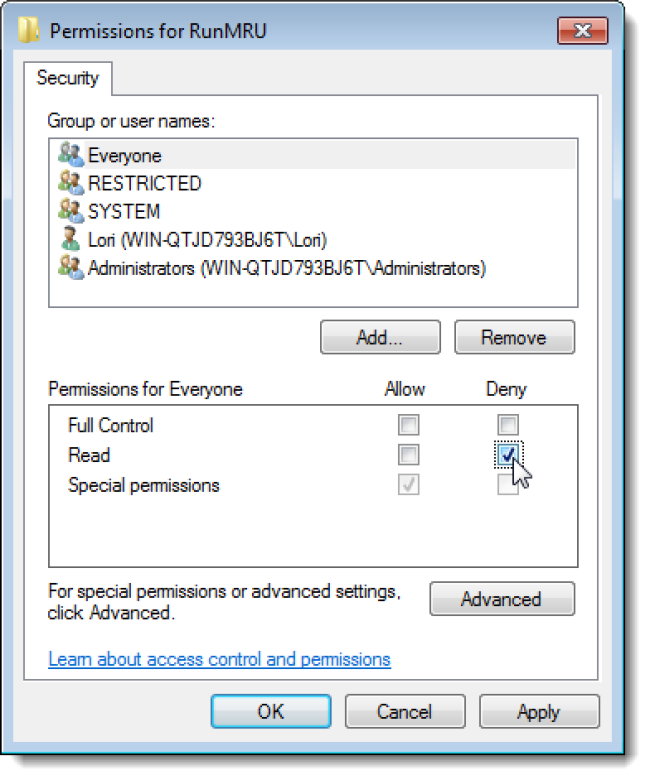 Permissions for RunMRU
Security
Group or user names:
Everyone
RESTRICTED
SYSTEM
Lori (WIN-QTJD793BJ6T\Lori)
Administrators (WIN-QTJD793BJ6T\Administrators)
Add...
Remove
Permissions for Everyone
Allow
Deny
Full Control
Read
Special permissions
For special permissions or advanced settings,
click Advanced.
Advanced
Learn about access control and permissions
OK
Cancel
Apply